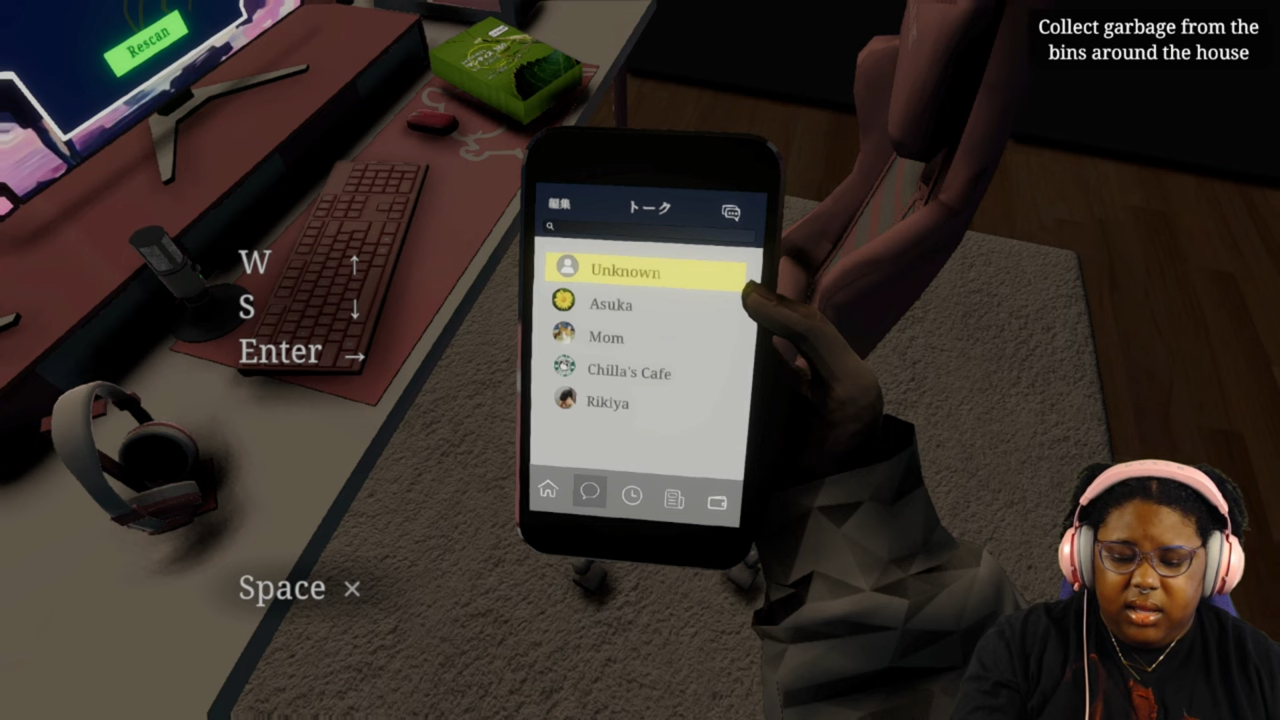 Rescan
Collect garbage from the
bins around the house
編集
トーク
W ↑
S ↓
Enter →
Unknown
Asuka
Mom
Chilla's Cafe
Rikiya
Space ×